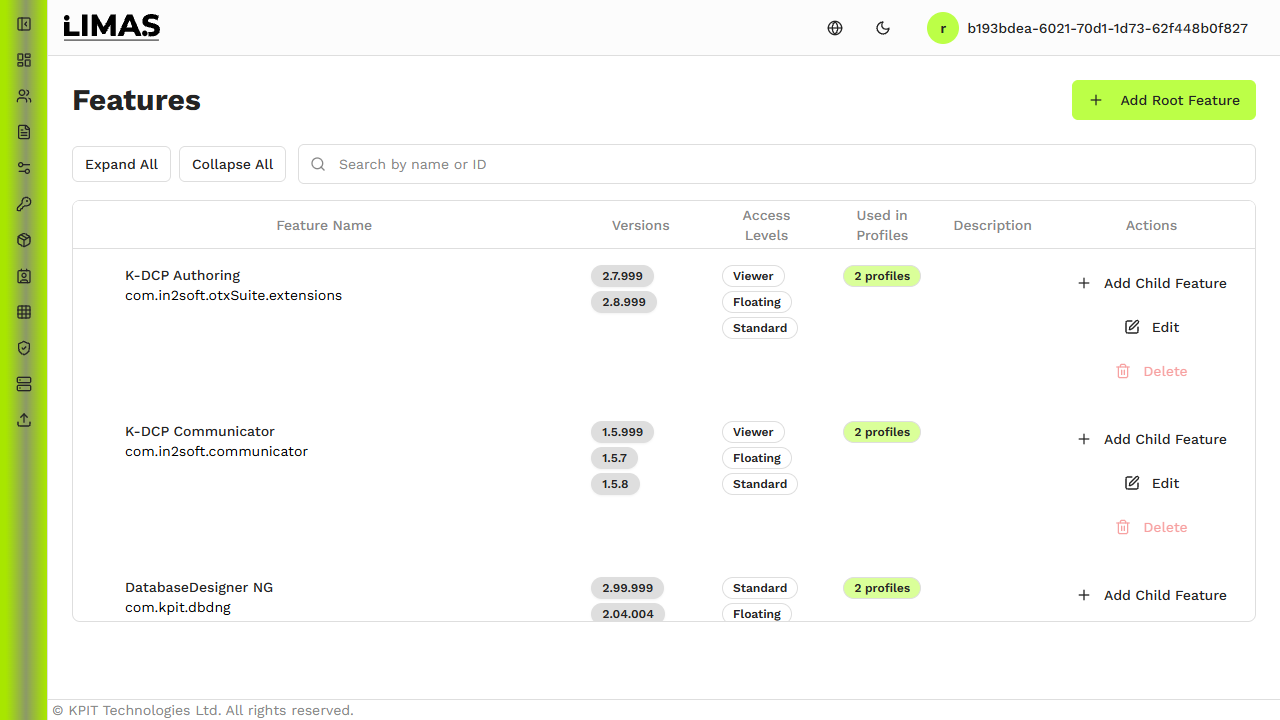 LIMAS
r
b193bdea-6021-70d1-1d73-62f448b0f827
Features
Add Root Feature
Expand All
Collapse All
Search by name or ID
Feature Name
Versions
Access Levels
Used in Profiles
Description
Actions
K-DCP Authoring
com.in2soft.otxSuite.extensions
2.7.999
2.8.999
Viewer
Floating
Standard
2 profiles
Add Child Feature
Edit
Delete
K-DCP Communicator
com.in2soft.communicator
1.5.999
1.5.7
1.5.8
Viewer
Floating
Standard
2 profiles
Add Child Feature
Edit
Delete
DatabaseDesigner NG
com.kpit.dbdng
2.99.999
2.04.004
Standard
Floating
2 profiles
Add Child Feature
© KPIT Technologies Ltd. All rights reserved.